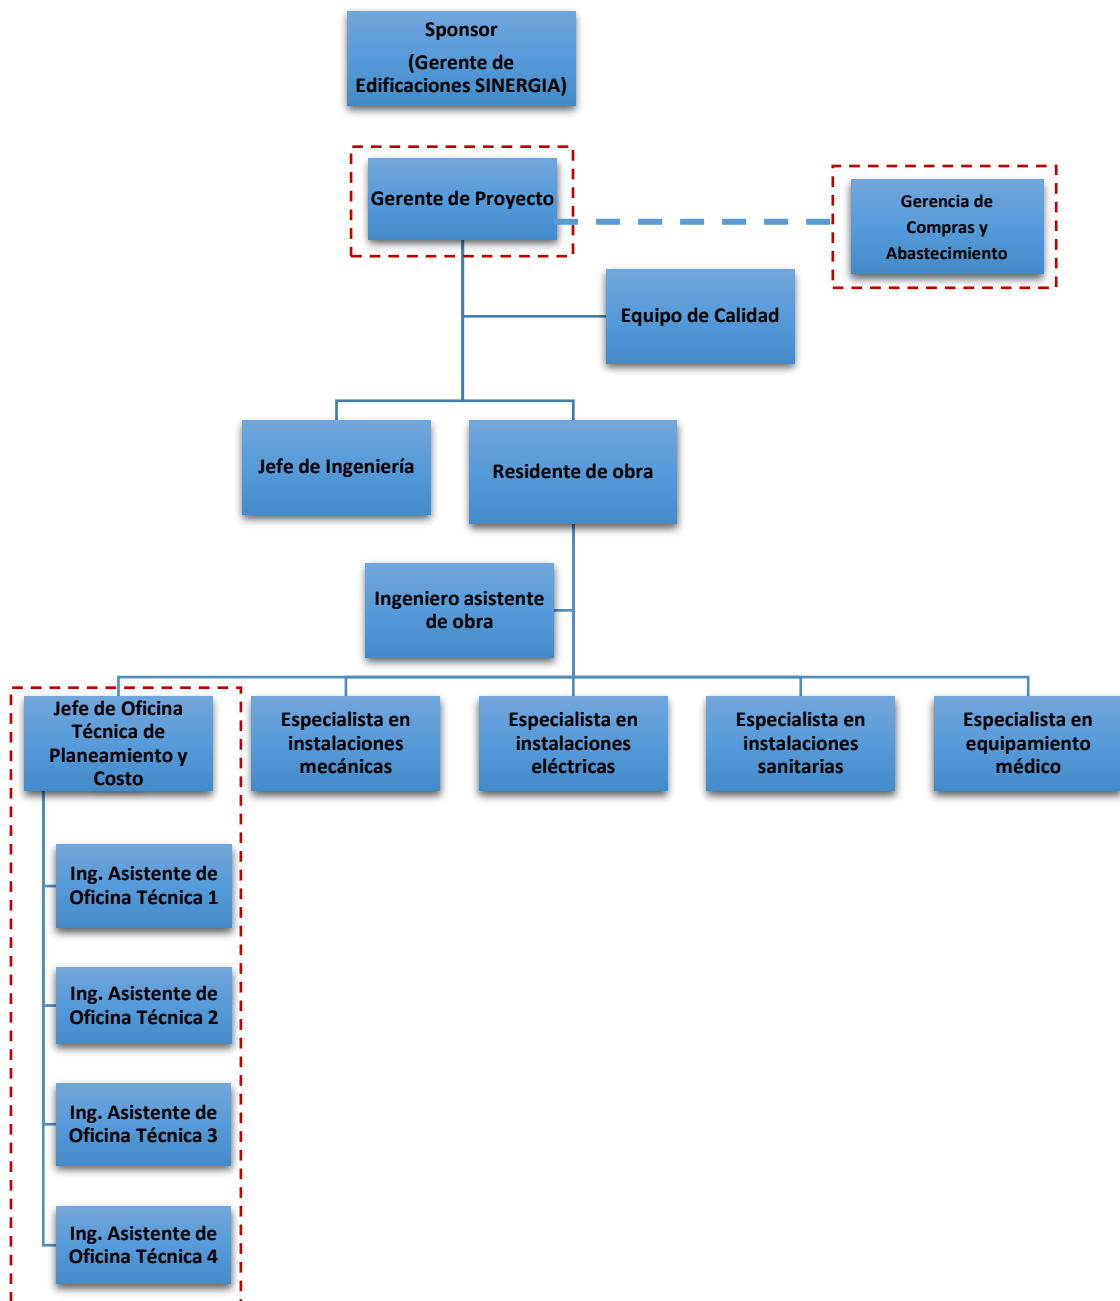 Sponsor
(Gerente de
Edificaciones SINERGIA)
Gerente de Proyecto
Gerencia de
Compras y
Abastecimiento
Equipo de Calidad
Jefe de Ingeniería
Residente de obra
Ingeniero asistente
de obra
Jefe de Oficina
Técnica de
Planeamiento y
Costo
Especialista en
instalaciones
mecánicas
Especialista en
instalaciones
eléctricas
Especialista en
instalaciones
sanitarias
Especialista en
equipamiento
médico
Ing. Asistente de
Oficina Técnica 1
Ing. Asistente de
Oficina Técnica 2
Ing. Asistente de
Oficina Técnica 3
Ing. Asistente de
Oficina Técnica 4